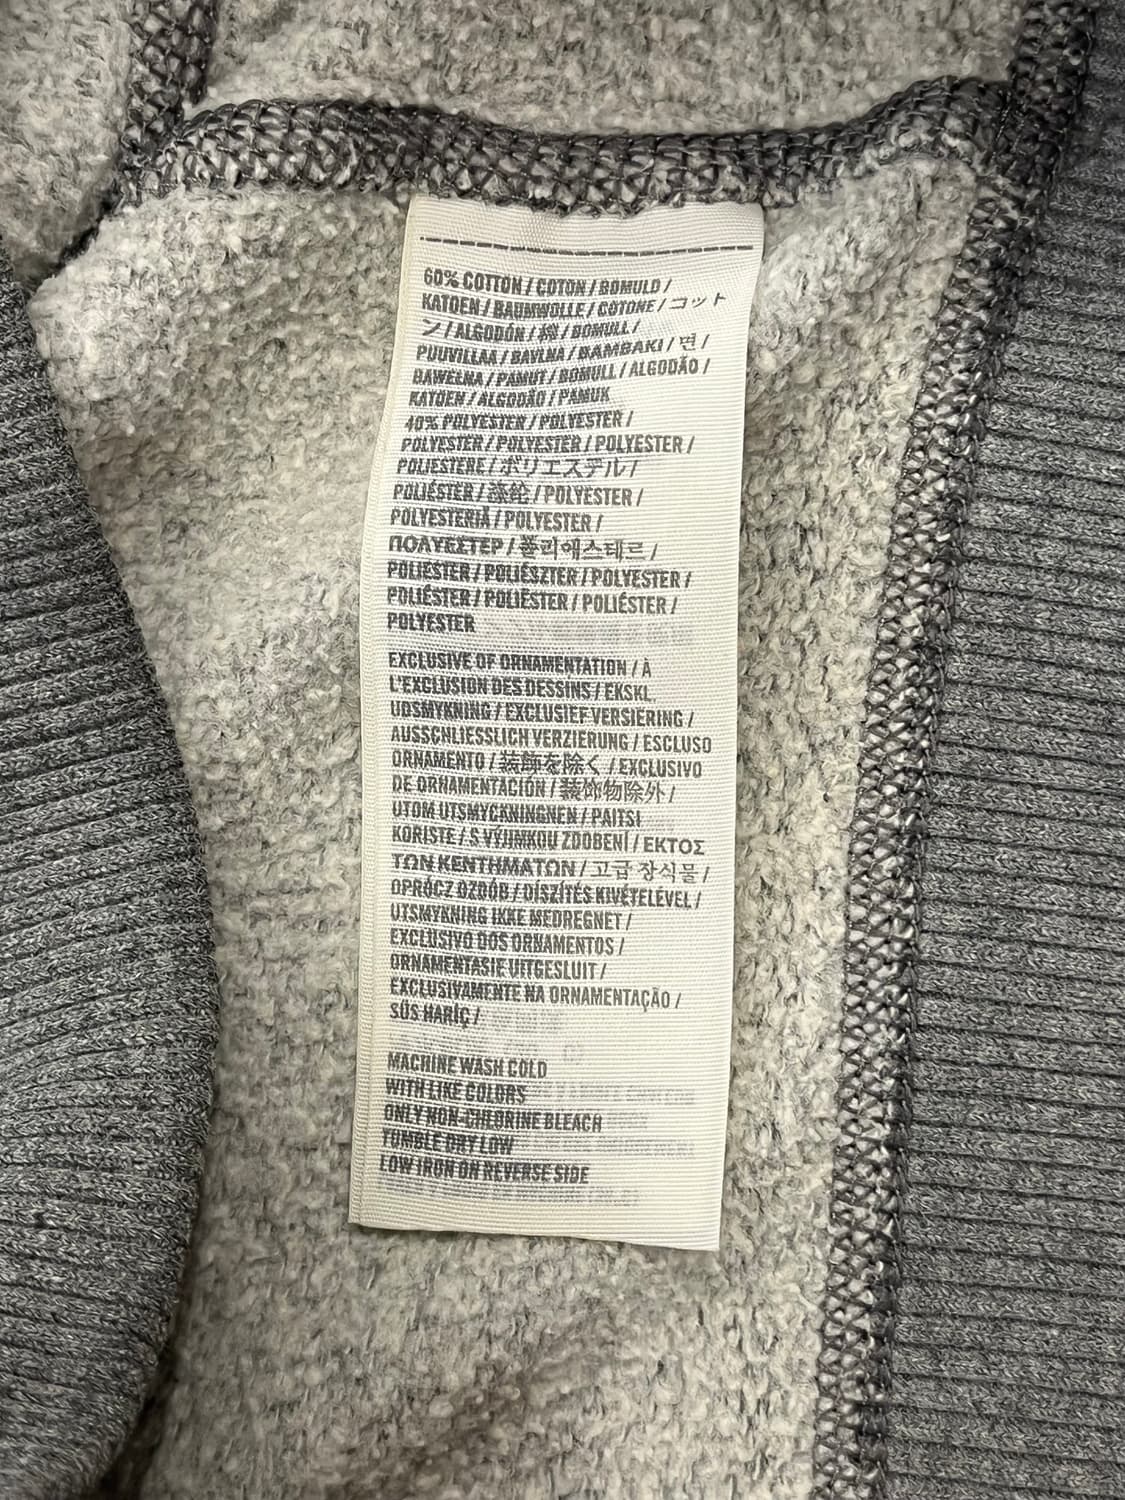 60% COTTON / COTON / BOMULD /
KATOEN / BAUMWOLLE / COTONE / コット
ン / ALGODÓN / 棉 / BOMULL /
PUUVILLAA / BAVLNA / BAMBAKI / 면 /
BAWEŁNA / PAMUT / BOMULL / ALGODÃO /
KATOEN / ALGODÃO / PAMUK
40% POLYESTER / POLYESTER /
POLYESTER / POLYESTER / POLYESTER /
POLIESTERE / ポリエステル /
POLIÉSTER / 涤纶 / POLYESTER /
POLYESTERIÄ / POLYESTER /
ΠΟΛΥΕΣΤΕΡ / 폴리에스테르 /
POLIESTER / POLIÉSZTER / POLYESTER /
POLIÉSTER / POLIËSTER / POLIÉSTER /
POLYESTER
EXCLUSIVE OF ORNAMENTATION / À
L'EXCLUSION DES DESSINS / EKSKL
UDSMYKNING / EXCLUSIEF VERSIERING /
AUSSCHLIESSLICH VERZIERUNG / ESCLUSO
ORNAMENTO / 装飾を除く / EXCLUSIVO
DE ORNAMENTACIÓN / 装饰物除外 /
UTOM UTSMYCKNINGNEN / PAITSI
KORISTE / S VÝJIMKOU ZDOBENÍ / ΕΚΤΟΣ
ΤΩΝ ΚΕΝΤΗΜΑΤΩΝ / 고급 장식물 /
OPRÓCZ OZDÓB / DÍSZÍTÉS KIVÉTELÉVEL /
UTSMYKNING IKKE MEDREGNET /
EXCLUSIVO DOS ORNAMENTOS /
ORNAMENTASIE UITGESLUIT /
EXCLUSIVAMENTE NA ORNAMENTAÇÃO /
SÜS HARİÇ /
MACHINE WASH COLD
WITH LIKE COLORS
ONLY NON-CHLORINE BLEACH
TUMBLE DRY LOW
LOW IRON ON REVERSE SIDE